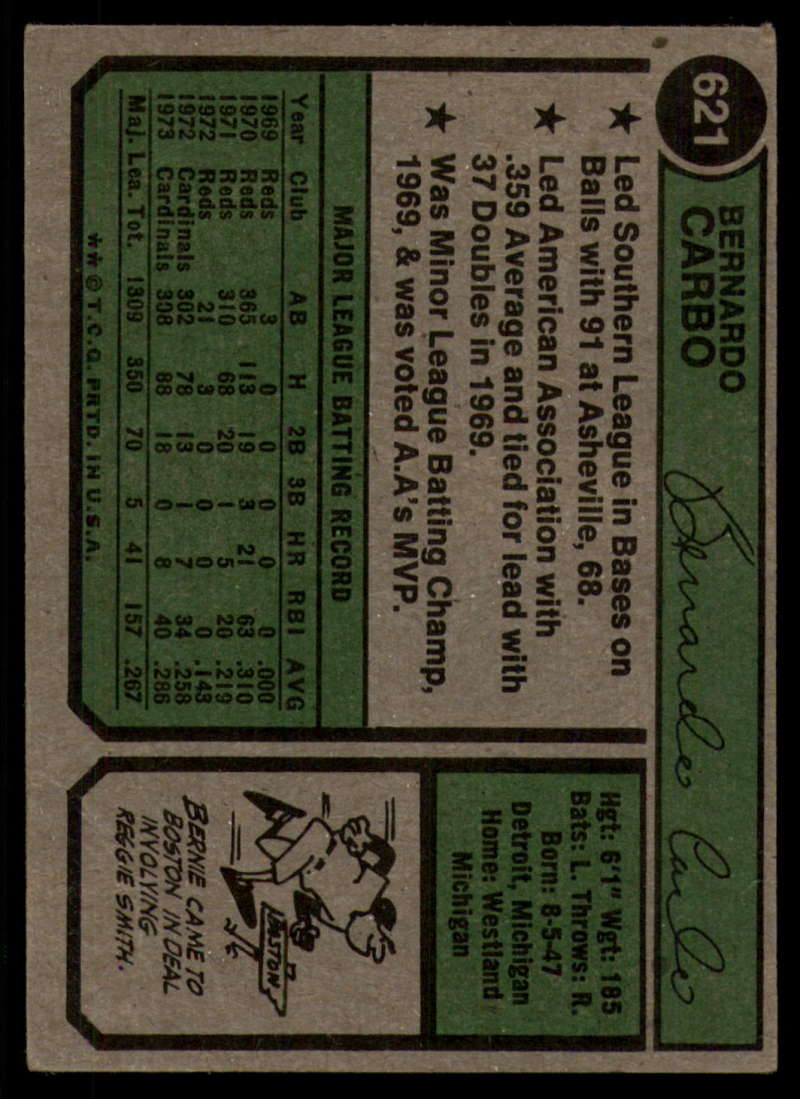 621
BERNARDO
CARBO
Bernardo Carbo
★ Led Southern League in Bases on
Balls with 91 at Asheville, 68.
★ Led American Association with
.359 Average and tied for lead with
37 Doubles in 1969.
★ Was Minor League Batting Champ,
1969, & was voted A.A's MVP.
MAJOR LEAGUE BATTING RECORD
Year Club AB H 2B 3B HR RBI AVG
1969 Reds 3 0 0 0 0 0 .000
1970 Reds 365 113 19 3 21 63 .310
1971 Reds 310 68 20 1 5 20 .219
1972 Reds 21 3 0 0 0 0 .143
1972 Cardinals 302 78 13 1 7 34 .258
1973 Cardinals 308 88 18 0 8 40 .286
Maj. Lea. Tot. 1309 350 70 5 41 157 .267
** © T.C.G. PRTD. IN U.S.A.
Hgt: 6'1" Wgt: 185
Bats: L. Throws: R.
Born: 8-5-47
Detroit, Michigan
Home: Westland
Michigan
BOSTON
BERNIE CAME TO
BOSTON IN DEAL
INVOLVING
REGGIE SMITH.